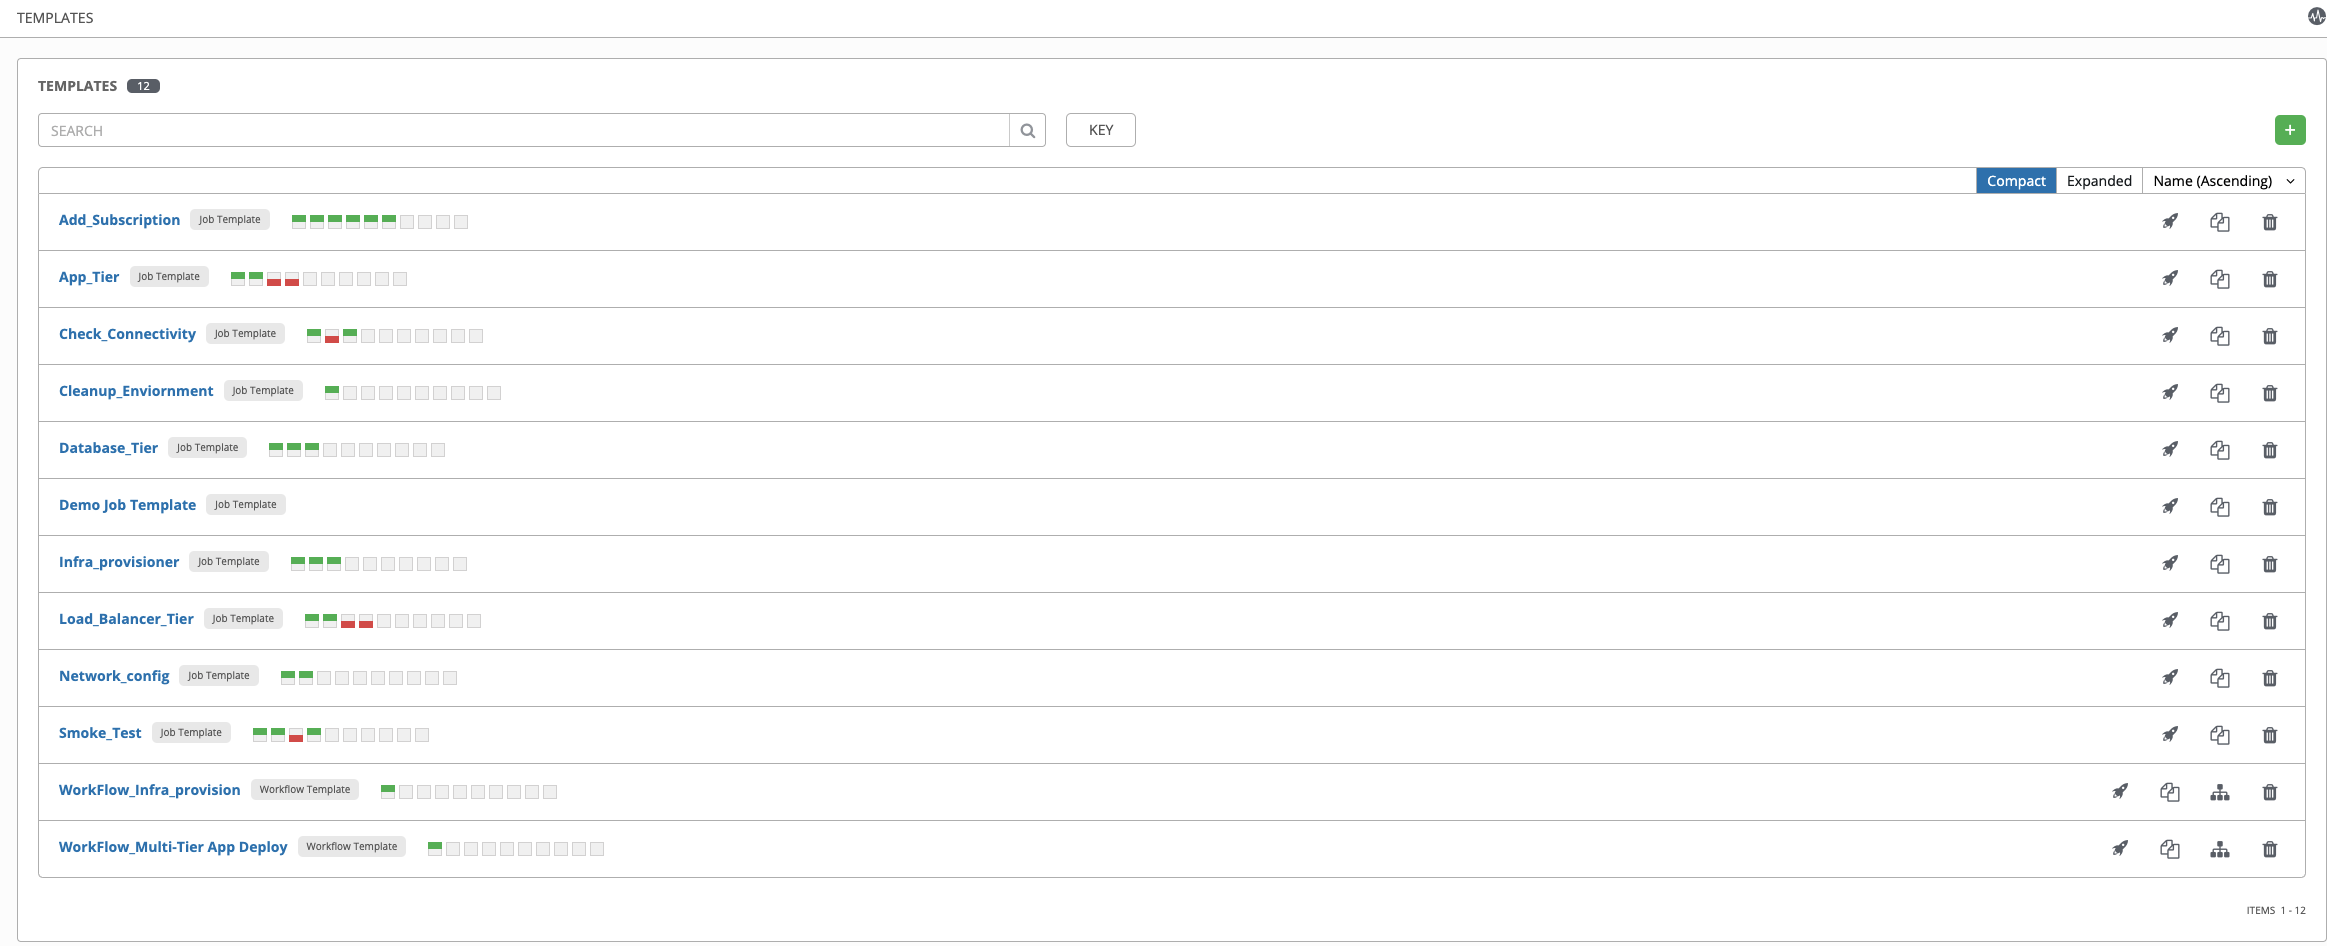 TEMPLATES
TEMPLATES 12
SEARCH KEY +
Compact Expanded Name (Ascending)
Add_Subscription Job Template
App_Tier Job Template
Check_Connectivity Job Template
Cleanup_Enviornment Job Template
Database_Tier Job Template
Demo Job Template Job Template
Infra_provisioner Job Template
Load_Balancer_Tier Job Template
Network_config Job Template
Smoke_Test Job Template
WorkFlow_Infra_provision Workflow Template
WorkFlow_Multi-Tier App Deploy Workflow Template
ITEMS 1 - 12